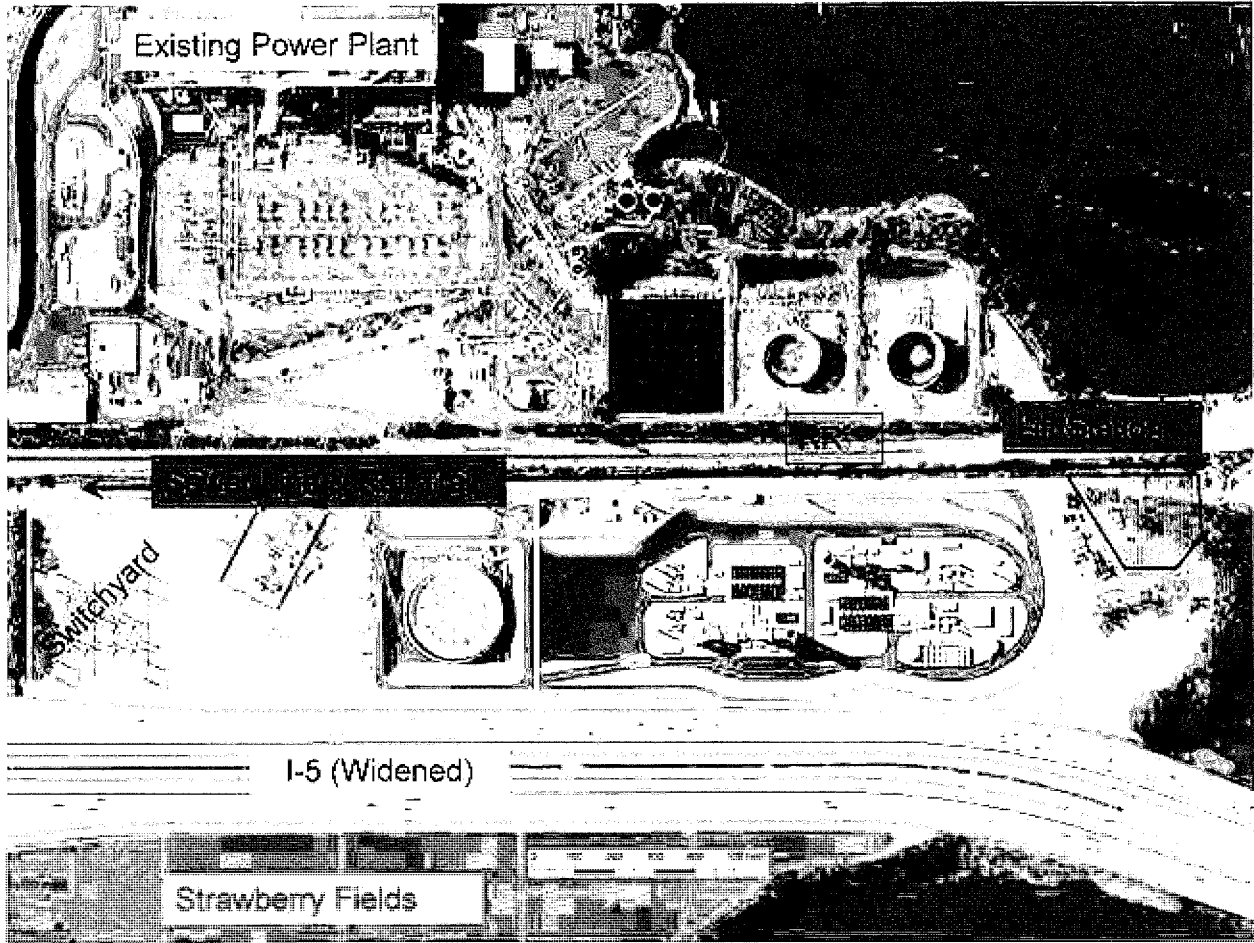 Existing Power Plant
RR
Switchyard
I-5 (Widened)
Strawberry Fields